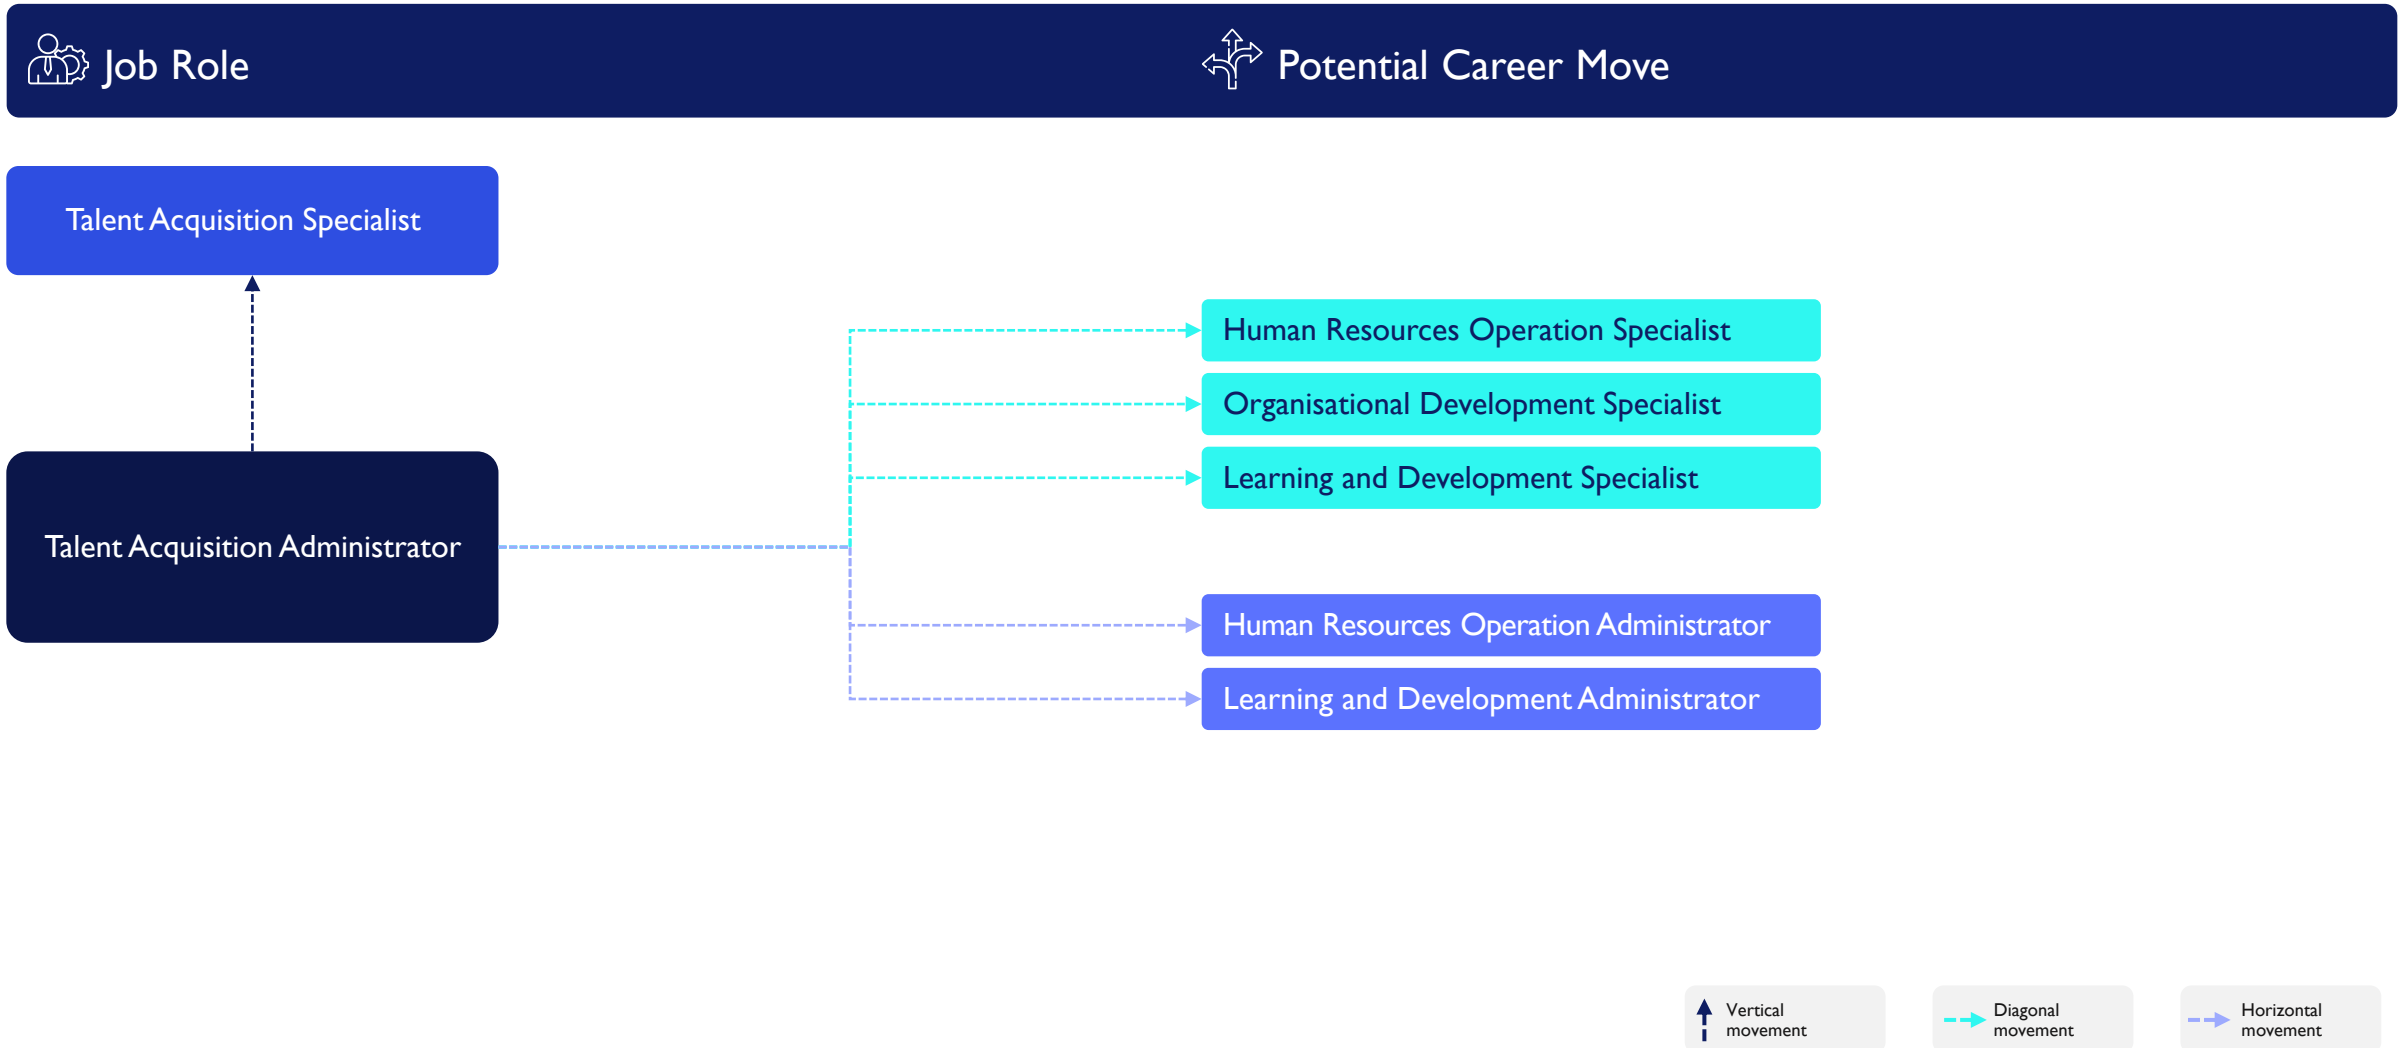 Job Role
Potential Career Move
Talent Acquisition Specialist
Human Resources Operation Specialist
Organisational Development Specialist
Learning and Development Specialist
Talent Acquisition Administrator
Human Resources Operation Administrator
Learning and Development Administrator
Vertical
movement
Diagonal
movement
Horizontal
movement